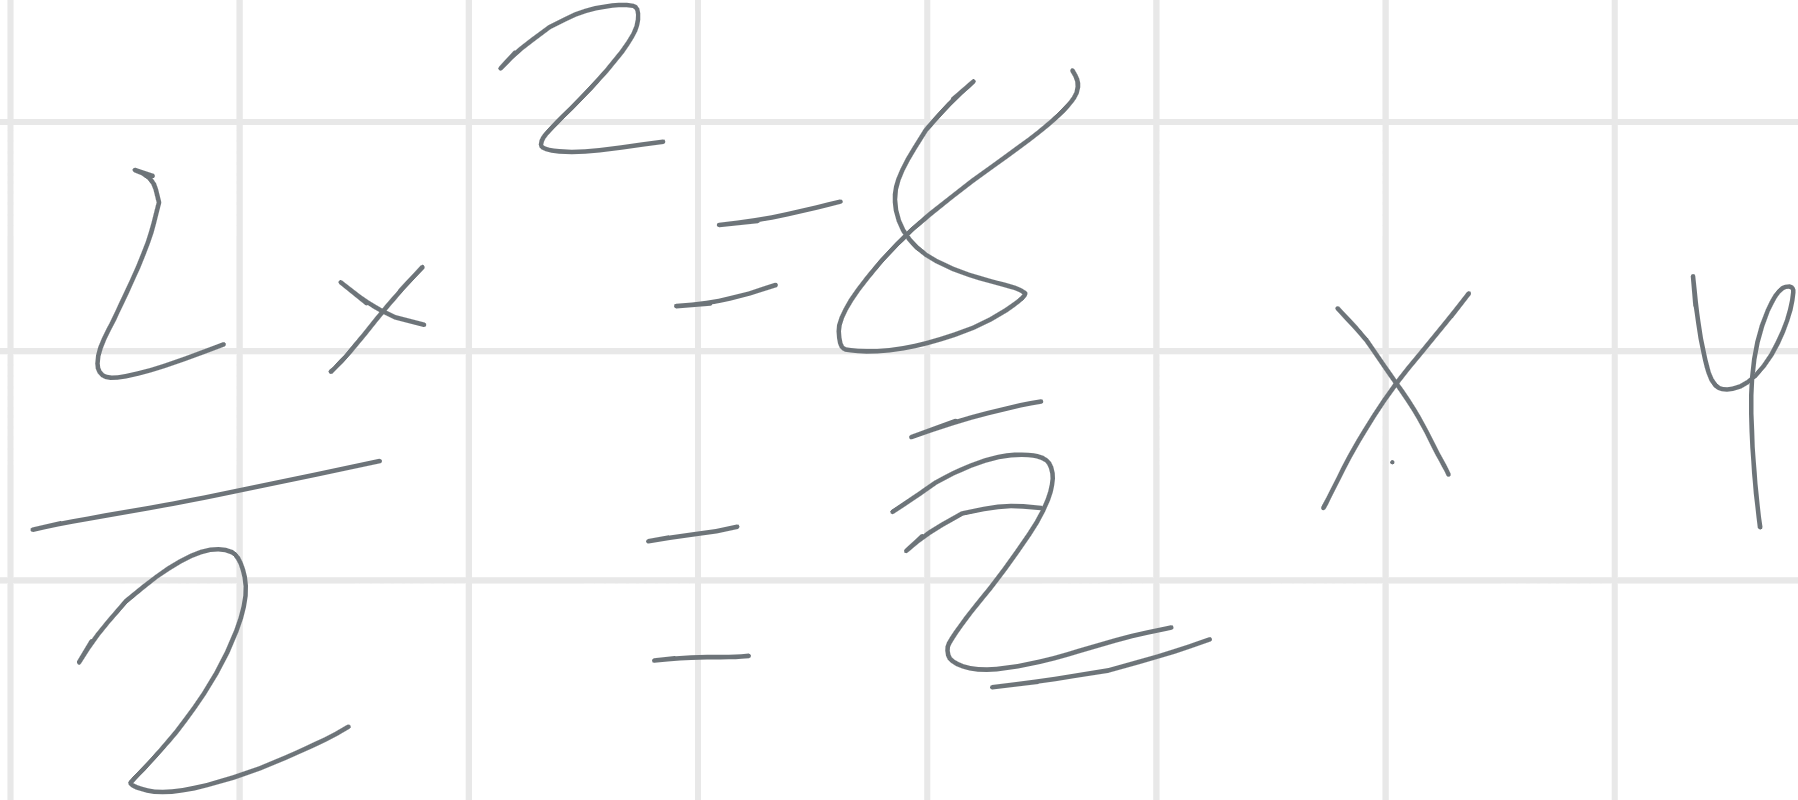 2x² = 8
2 = 2 x 4